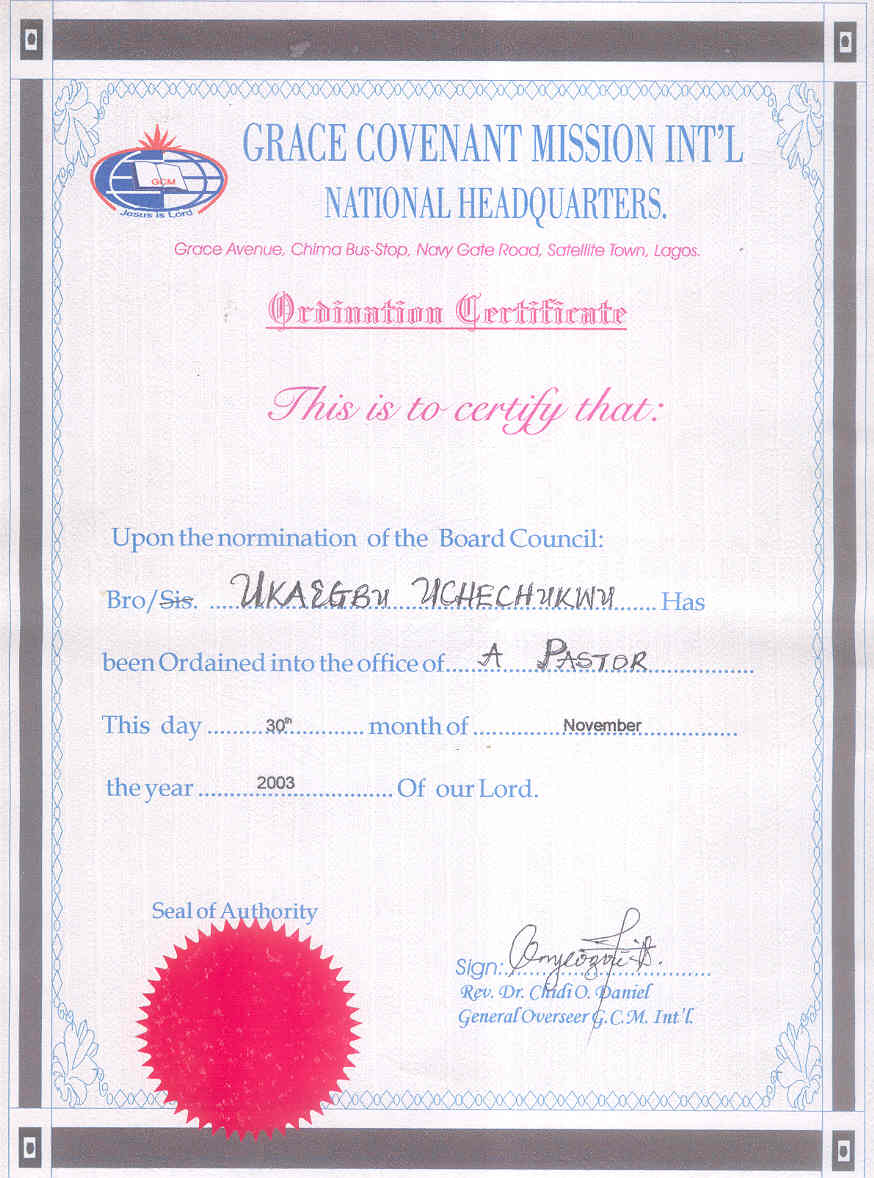 GRACE COVENANT MISSION INT'L
NATIONAL HEADQUARTERS.
GCM
Jesus is Lord
Grace Avenue, Chima Bus-Stop, Navy Gate Road, Satellite Town, Lagos.
Ordination Certificate
This is to certify that:
Upon the normination of the Board Council:
Bro/Sis. UKAEGBU UCHECHUKWU Has
been Ordained into the office of A PASTOR
This day 30th month of November
the year 2003 Of our Lord.
Seal of Authority
Sign:
Rev. Dr. Chidi O. Daniel
General Overseer G.C.M. Int'l.